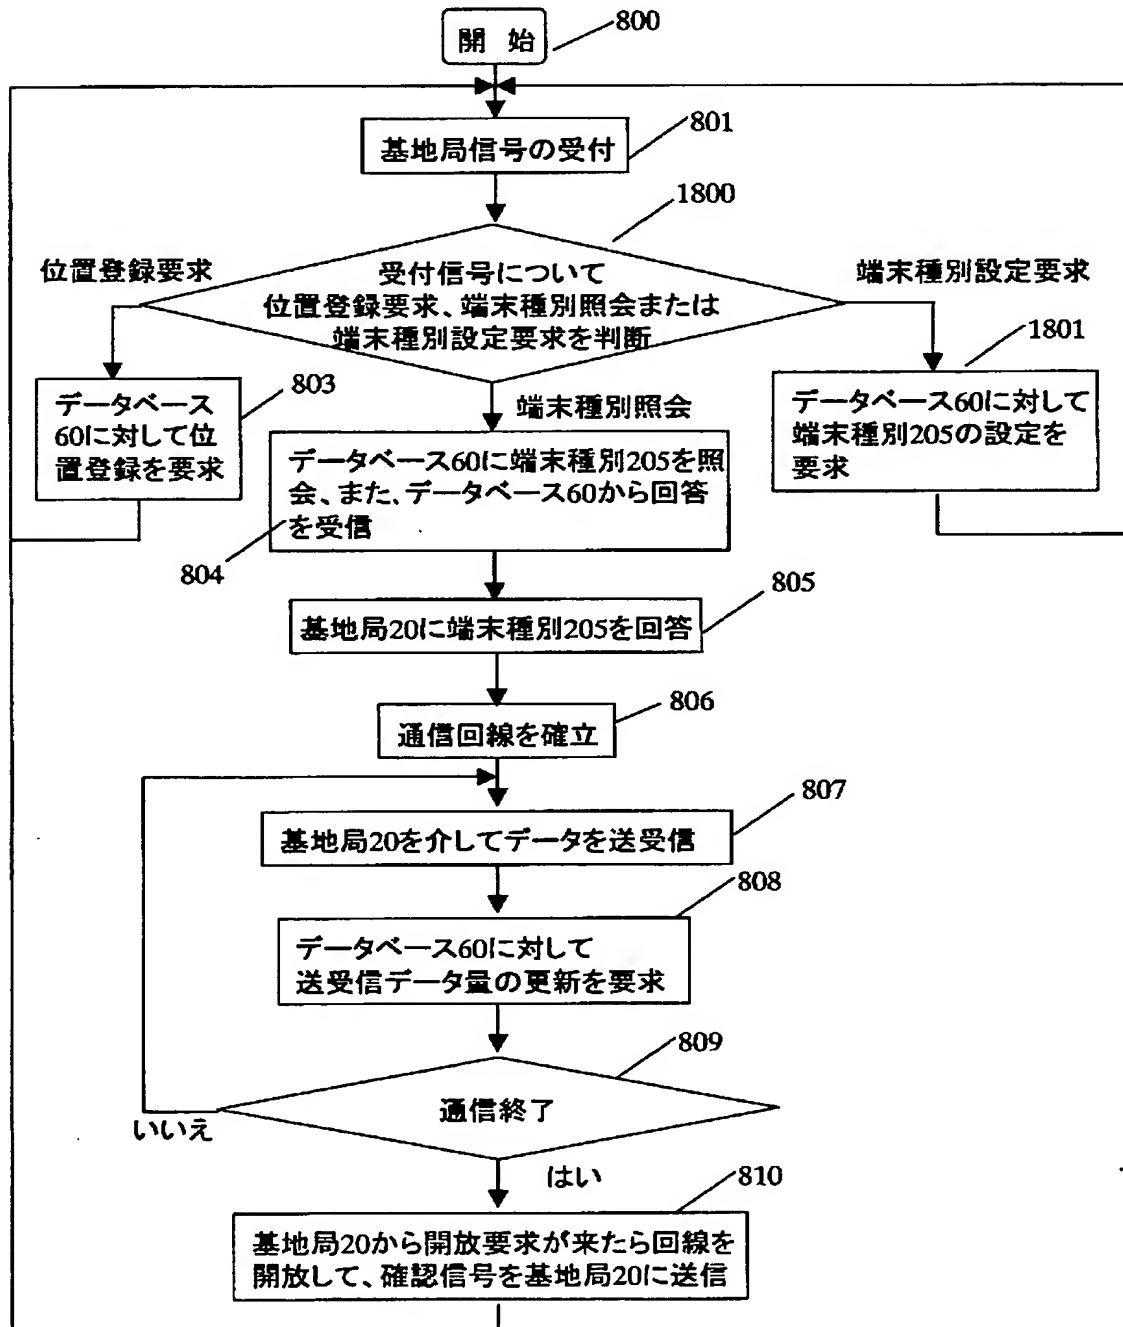 開 始
800
基地局信号の受付
801
1800
位置登録要求
受付信号について
位置登録要求、端末種別照会または
端末種別設定要求を判断
端末種別設定要求
803
データベース
60に対して位
置登録を要求
端末種別照会
1801
データベース60に対して
端末種別205の設定を
要求
データベース60に端末種別205を照
会、また、データベース60から回答
を受信
804
805
基地局20に端末種別205を回答
806
通信回線を確立
807
基地局20を介してデータを送受信
808
データベース60に対して
送受信データ量の更新を要求
809
通信終了
いいえ
はい
810
基地局20から開放要求が来たら回線を
開放して、確認信号を基地局20に送信